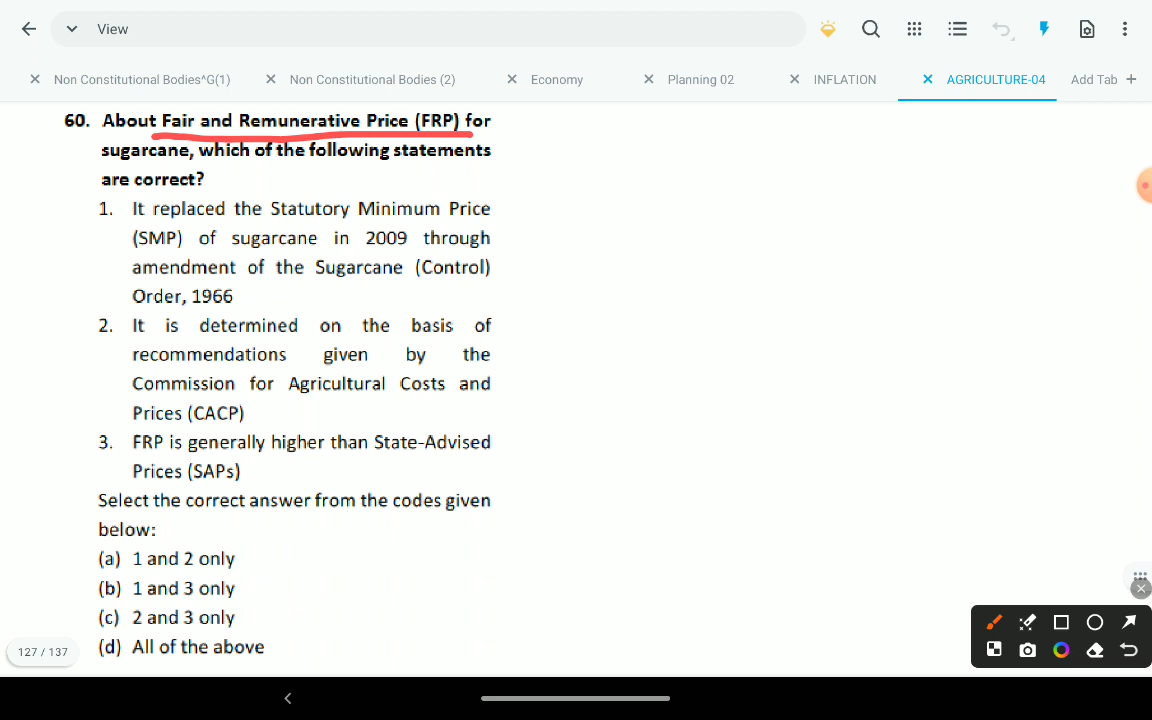 View
Non Constitutional Bodies^G(1)
Non Constitutional Bodies (2)
Economy
Planning 02
INFLATION
AGRICULTURE-04
Add Tab +
60. About Fair and Remunerative Price (FRP) for
sugarcane, which of the following statements
are correct?
1. It replaced the Statutory Minimum Price
(SMP) of sugarcane in 2009 through
amendment of the Sugarcane (Control)
Order, 1966
2. It is determined on the basis of
recommendations given by the
Commission for Agricultural Costs and
Prices (CACP)
3. FRP is generally higher than State-Advised
Prices (SAPs)
Select the correct answer from the codes given
below:
(a) 1 and 2 only
(b) 1 and 3 only
(c) 2 and 3 only
(d) All of the above
127 / 137